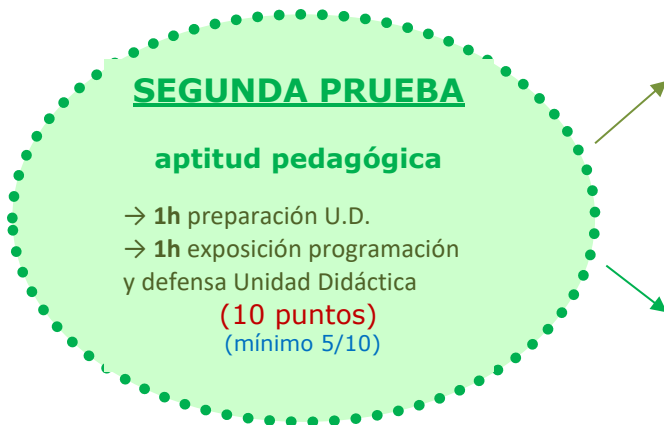 SEGUNDA PRUEBA
aptitud pedagógica
→ 1h preparación U.D.
→ 1h exposición programación
y defensa Unidad Didáctica
(10 puntos)
(mínimo 5/10)